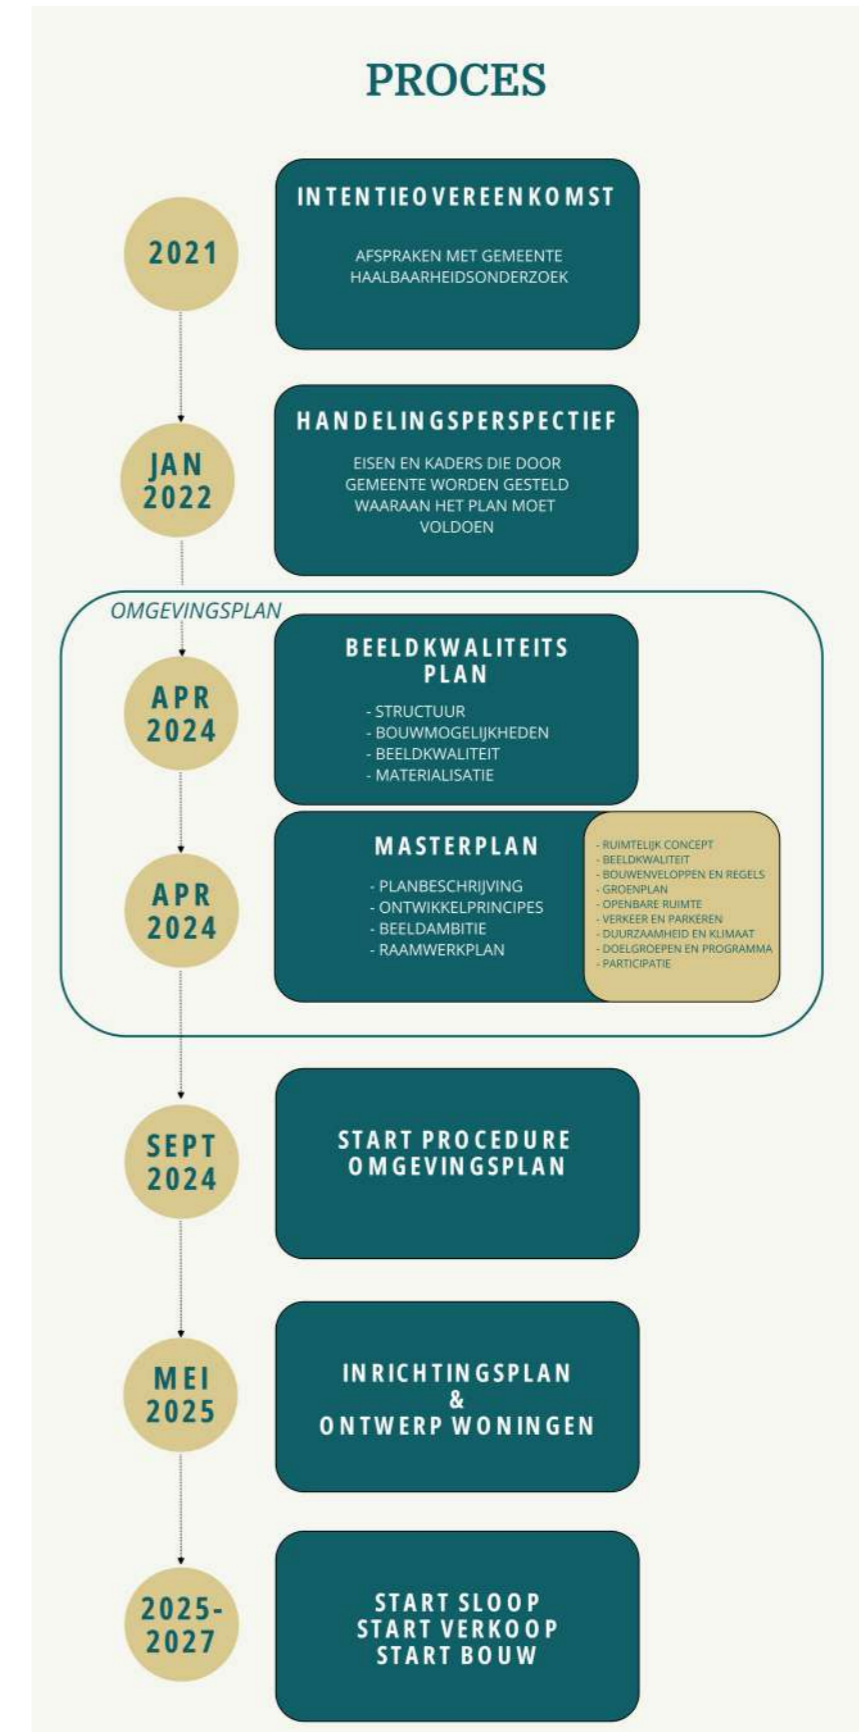 PROCES
2021
INTENTIEOVEREENKOMST
AFSPRAKEN MET GEMEENTE
HAALBAARHEIDSONDERZOEK
JAN
2022
HANDELINGSPERSPECTIEF
EISEN EN KADERS DIE DOOR
GEMEENTE WORDEN GESTELD
WAARAAN HET PLAN MOET
VOLDOEN
OMGEVINGSPLAN
APR
2024
BEELDKWALITEITS
PLAN
- STRUCTUUR
- BOUWMOGELIJKHEDEN
- BEELDKWALITEIT
- MATERIALISATIE
APR
2024
MASTERPLAN
- PLANBESCHRIJVING
- ONTWIKKELPRINCIPES
- BEELDAMBITIE
- RAAMWERKPLAN
- RUIMTELIJK CONCEPT
- BEELDKWALITEIT
- BOUWENVELOPPEN EN REGELS
- GROENPLAN
- OPENBARE RUIMTE
- VERKEER EN PARKEREN
- DUURZAAMHEID EN KLIMAAT
- DOELGROEPEN EN PROGRAMMA
- PARTICIPATIE
SEPT
2024
START PROCEDURE
OMGEVINGSPLAN
MEI
2025
INRICHTINGSPLAN
&
ONTWERP WONINGEN
2025-
2027
START SLOOP
START VERKOOP
START BOUW